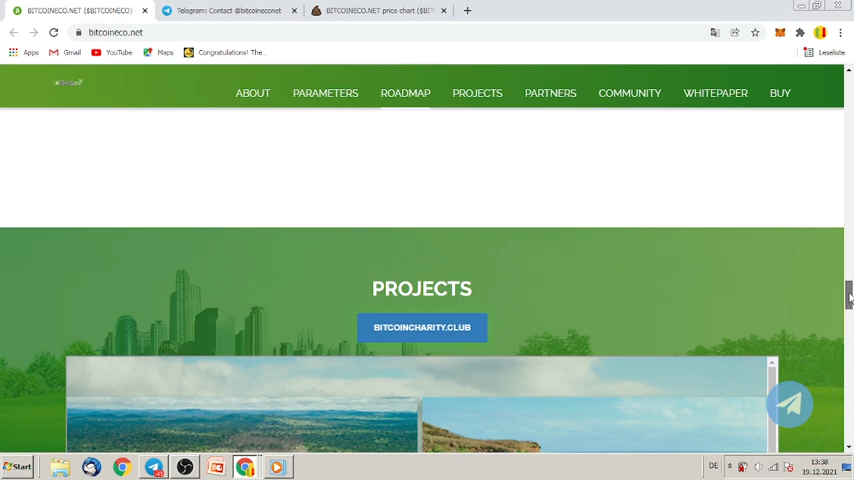 BITCOINECO.NET ($BITCOINECO)
Telegram: Contact @bitcoineconet
BITCOINECO.NET price chart ($BIT
bitcoineco.net
Apps
Gmail
YouTube
Maps
Congratulations! The...
Leseliste
ABOUT
PARAMETERS
ROADMAP
PROJECTS
PARTNERS
COMMUNITY
WHITEPAPER
BUY
PROJECTS
BITCOINCHARITY.CLUB
Start
DE
13:38
19.12.2021